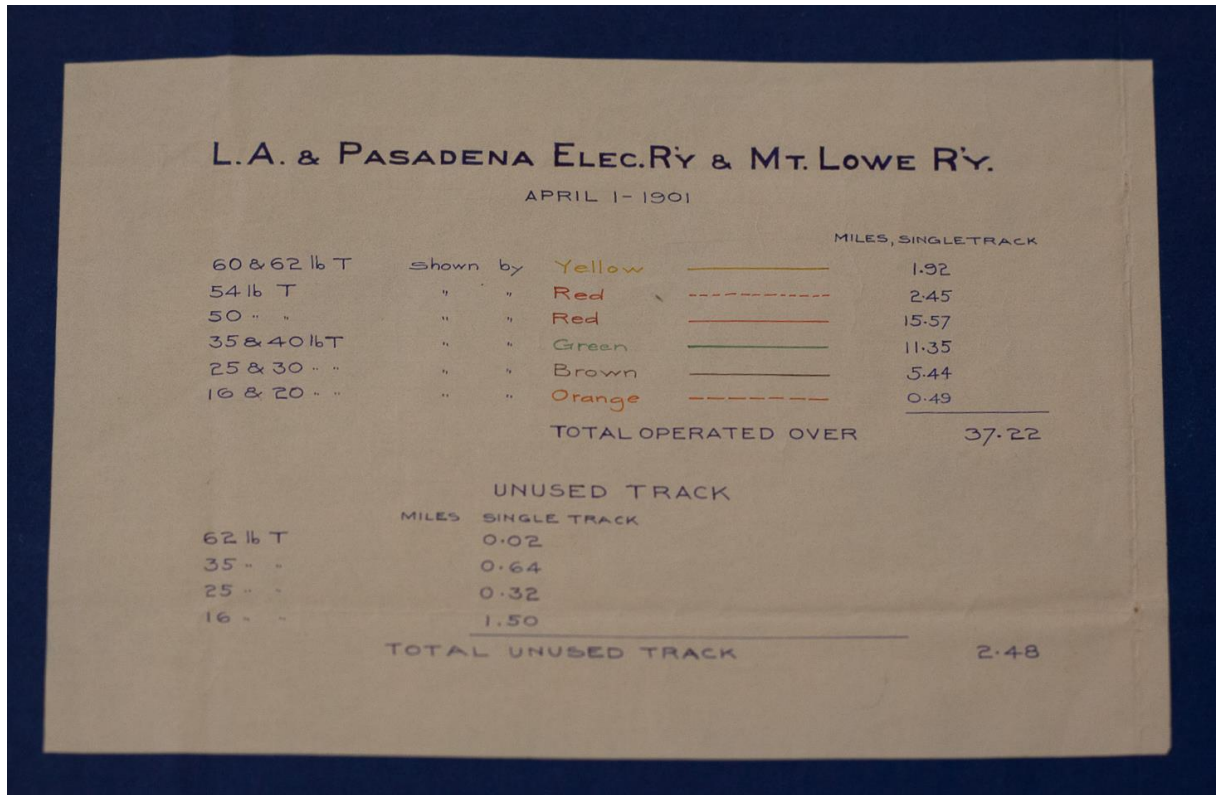 L.A. & PASADENA ELEC. R'Y & MT. LOWE R'Y.
APRIL 1-1901
MILES, SINGLE TRACK
60 & 62 lb T shown by Yellow 1.92
54 lb T " " Red 2.45
50 " " " " Red 15.57
35 & 40 lb T " " Green 11.35
25 & 30 " " " " Brown 5.44
16 & 20 " " " " Orange 0.49
TOTAL OPERATED OVER 37.22
UNUSED TRACK
MILES SINGLE TRACK
62 lb T 0.02
35 " " 0.64
25 " " 0.32
16 " " 1.50
TOTAL UNUSED TRACK 2.48